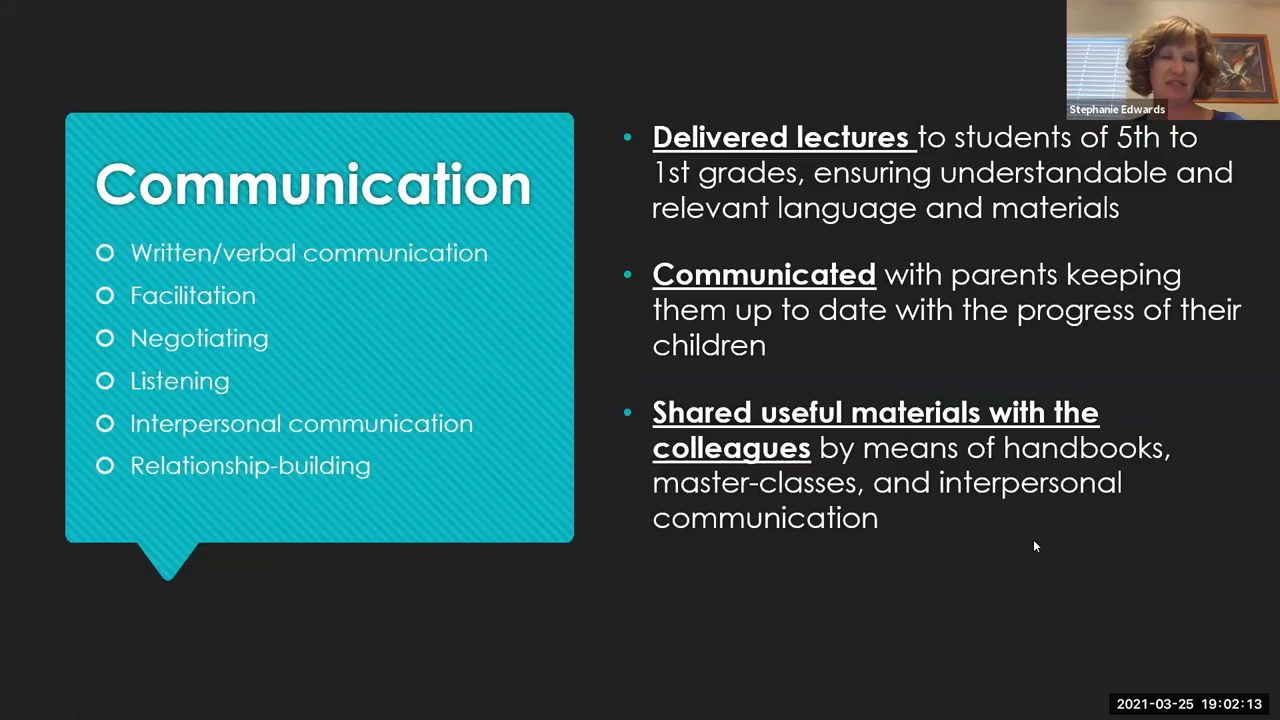 Stephanie Edwards
Communication
Written/verbal communication
Facilitation
Negotiating
Listening
Interpersonal communication
Relationship-building
• Delivered lectures to students of 5th to
1st grades, ensuring understandable and
relevant language and materials
• Communicated with parents keeping
them up to date with the progress of their
children
• Shared useful materials with the
colleagues by means of handbooks,
master-classes, and interpersonal
communication
2021-03-25 19:02:13